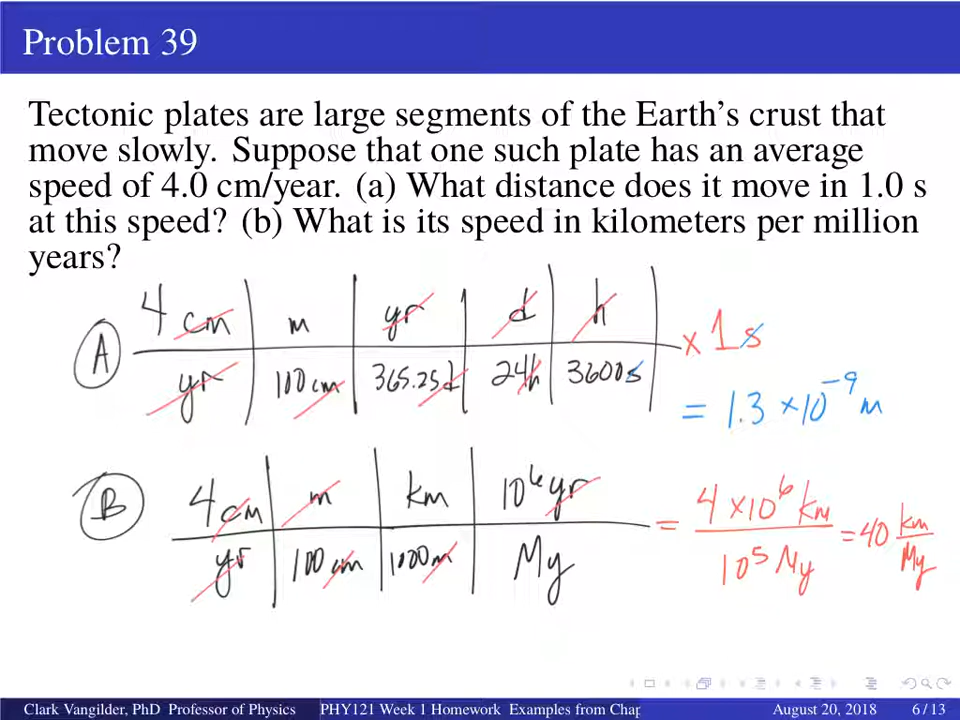 Problem 39
Tectonic plates are large segments of the Earth's crust that
move slowly. Suppose that one such plate has an average
speed of 4.0 cm/year. (a) What distance does it move in 1.0 s
at this speed? (b) What is its speed in kilometers per million
years?
A
4 cm | m | yr | d | h
yr | 100 cm | 365.25 d | 24 h | 3600 s
× 1 s
= 1.3 × 10⁻⁹ m
B
4 cm | m | km | 10⁶ yr
yr | 100 cm | 1000 m | My
= 4 × 10⁶ km
10⁵ My
= 40 km
My
Clark Vangilder, PhD Professor of Physics
PHY121 Week 1 Homework Examples from Chap
August 20, 2018
6 / 13